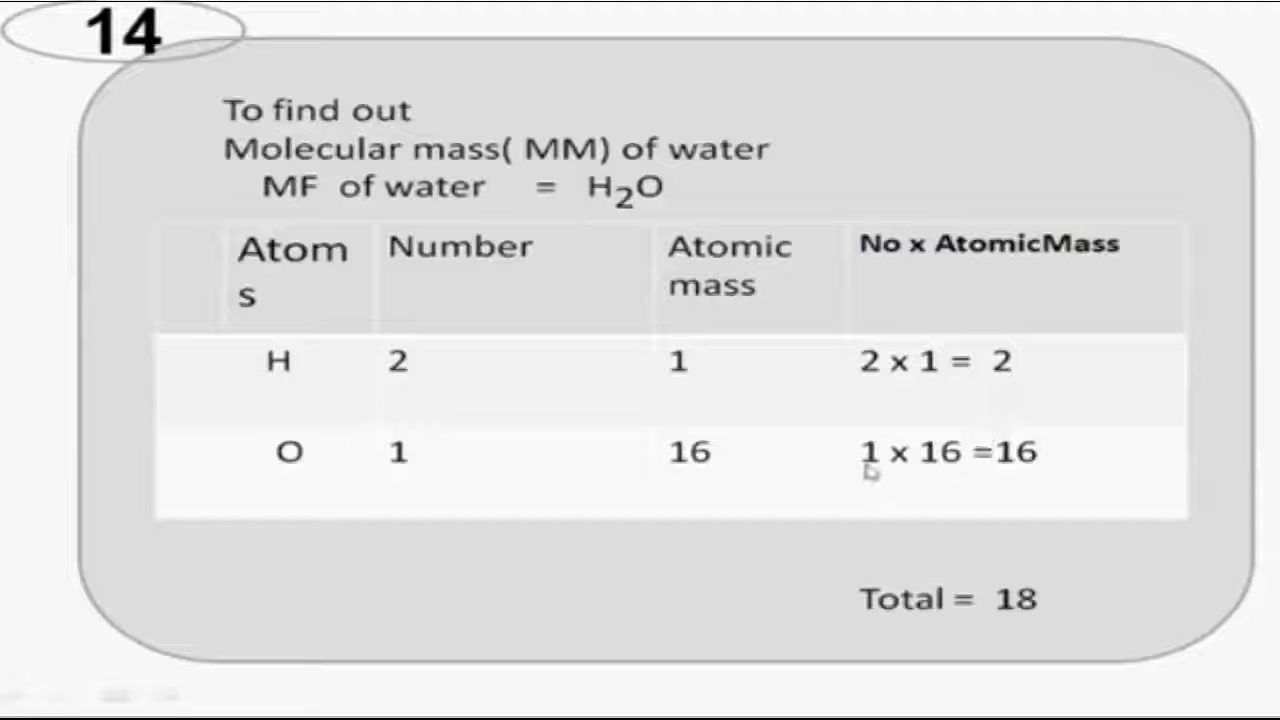 14
To find out
Molecular mass( MM) of water
MF of water = H₂O
Atom Number Atomic No x AtomicMass
s mass
H 2 1 2 x 1 = 2
O 1 16 1 x 16 =16
Total = 18